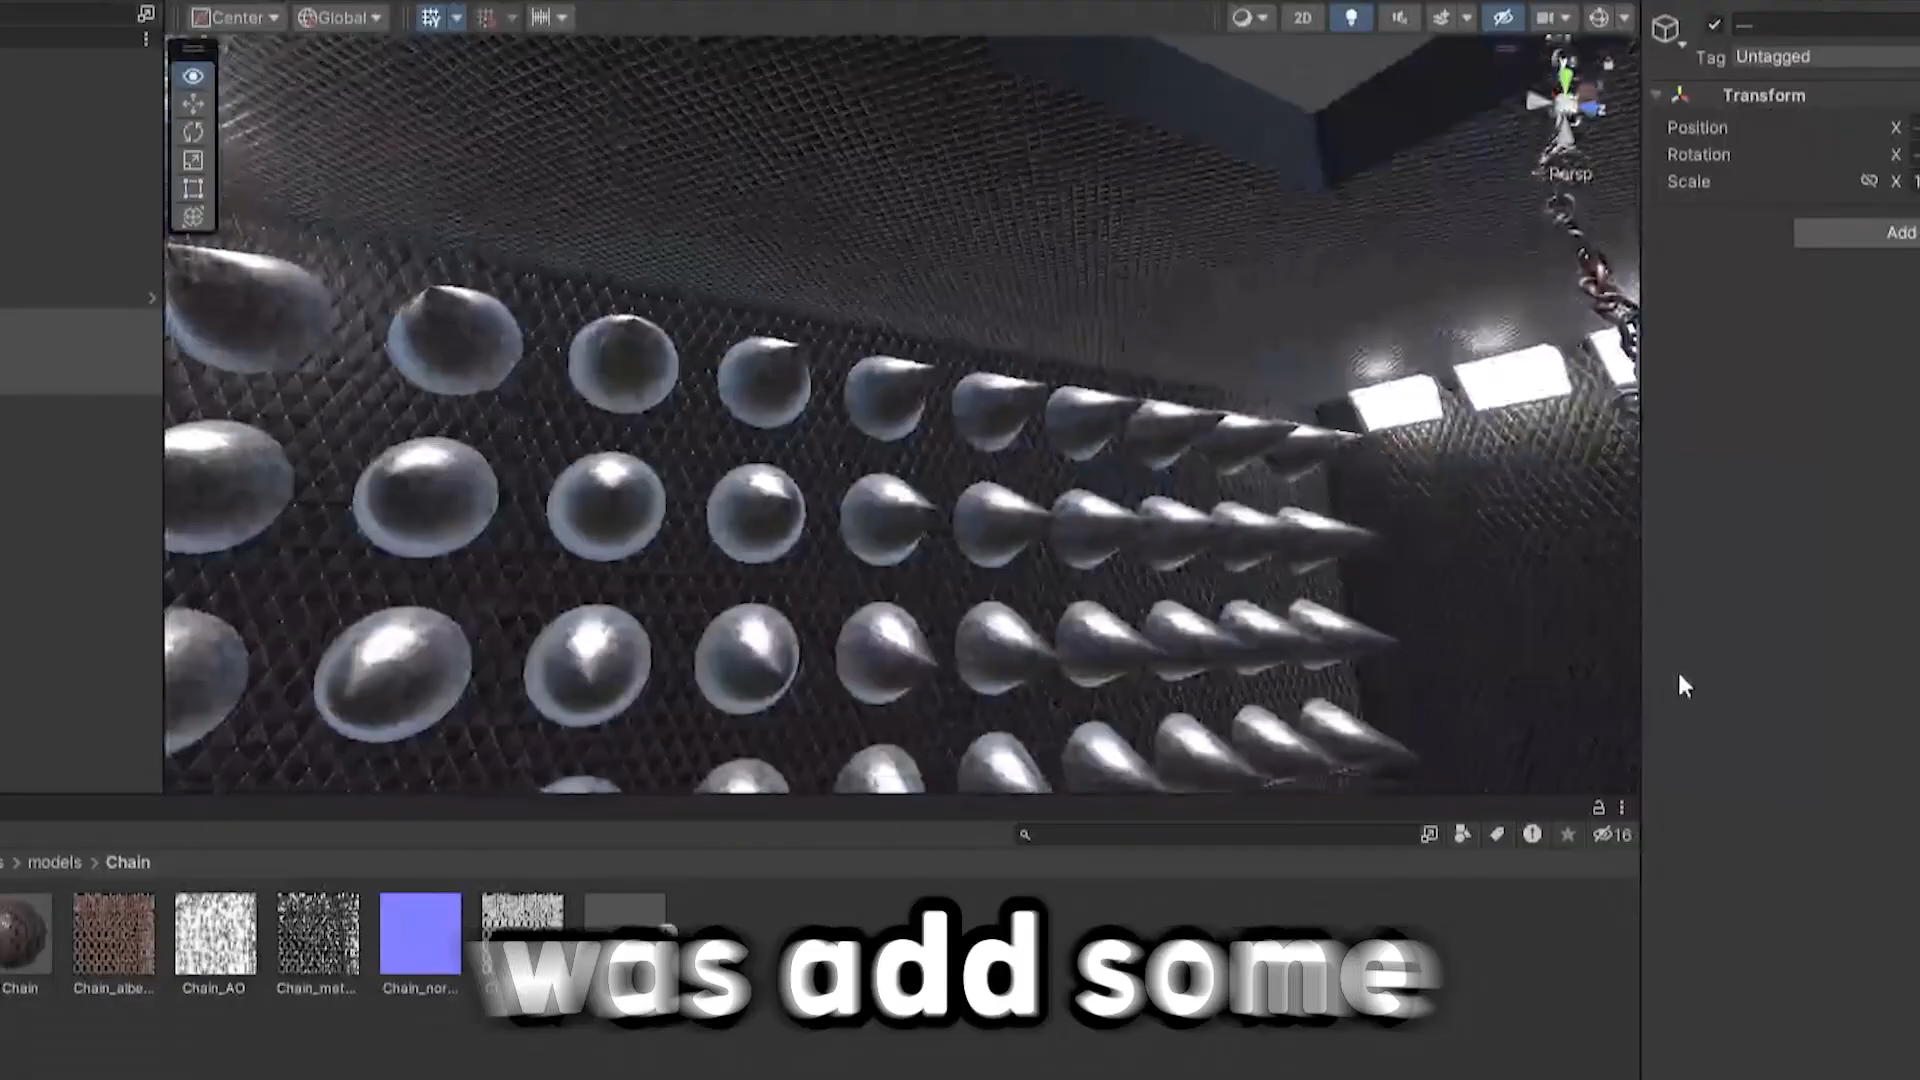 Center
Global
2D
Tag Untagged
Transform
Position X
Rotation X
Scale X 1
Add
Persp
16
models > Chain
Chain
Chain_albe...
Chain_AO
Chain_met...
Chain_nor...
was add some